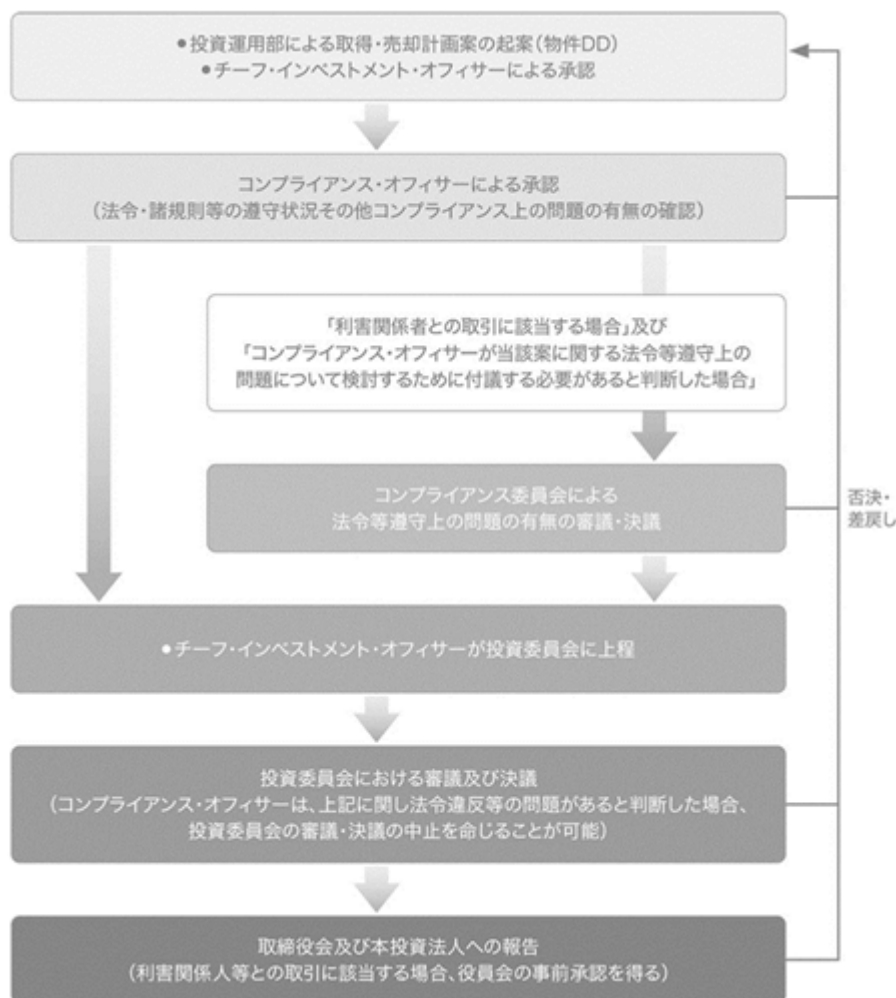 ●投資運用部による取得・売却計画案の起案（物件DD）
●チーフ・インベストメント・オフィサーによる承認
コンプライアンス・オフィサーによる承認
（法令・諸規則等の遵守状況その他コンプライアンス上の問題の有無の確認）
「利害関係者との取引に該当する場合」及び
「コンプライアンス・オフィサーが当該案に関する法令等遵守上の
問題について検討するために付議する必要があると判断した場合」
コンプライアンス委員会による
法令等遵守上の問題の有無の審議・決議
否決・
差戻し
●チーフ・インベストメント・オフィサーが投資委員会に上程
投資委員会における審議及び決議
（コンプライアンス・オフィサーは、上記に関し法令違反等の問題があると判断した場合、
投資委員会の審議・決議の中止を命じることが可能）
取締役会及び本投資法人への報告
（利害関係人等との取引に該当する場合、役員会の事前承認を得る）